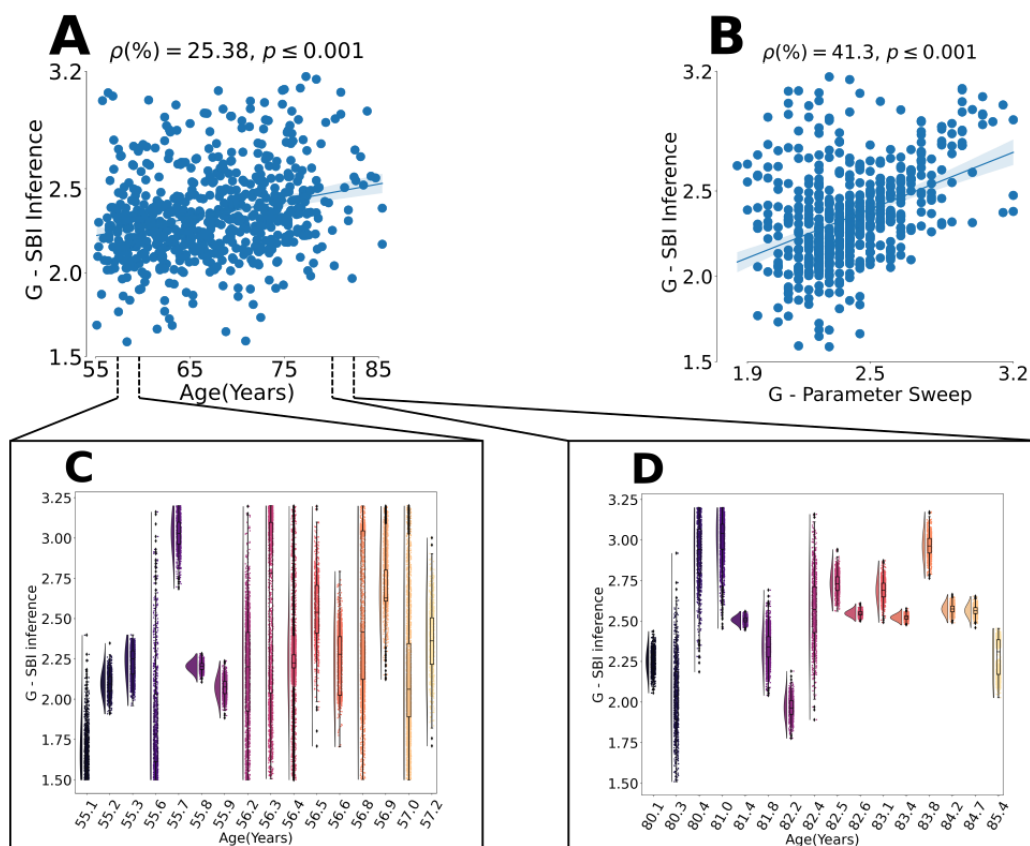 A
ρ(%) = 25.38, p ≤ 0.001
3.2
2.5
2.0
1.5
G - SBI Inference
55 65 75 85
Age(Years)
B
ρ(%) = 41.3, p ≤ 0.001
3.2
2.5
2.0
1.5
G - SBI Inference
1.9 2.5 3.2
G - Parameter Sweep
C
3.25
3.00
2.75
2.50
2.25
2.00
1.75
1.50
G - SBI inference
55.1 55.2 55.3 55.6 55.7 55.8 55.9 56.2 56.3 56.4 56.5 56.6 56.8 56.9 57.0 57.2
Age(Years)
D
3.25
3.00
2.75
2.50
2.25
2.00
1.75
1.50
G - SBI inference
80.1 80.3 80.4 81.0 81.4 81.8 82.2 82.4 82.5 82.6 83.1 83.4 83.8 84.2 84.7 85.4
Age(Years)